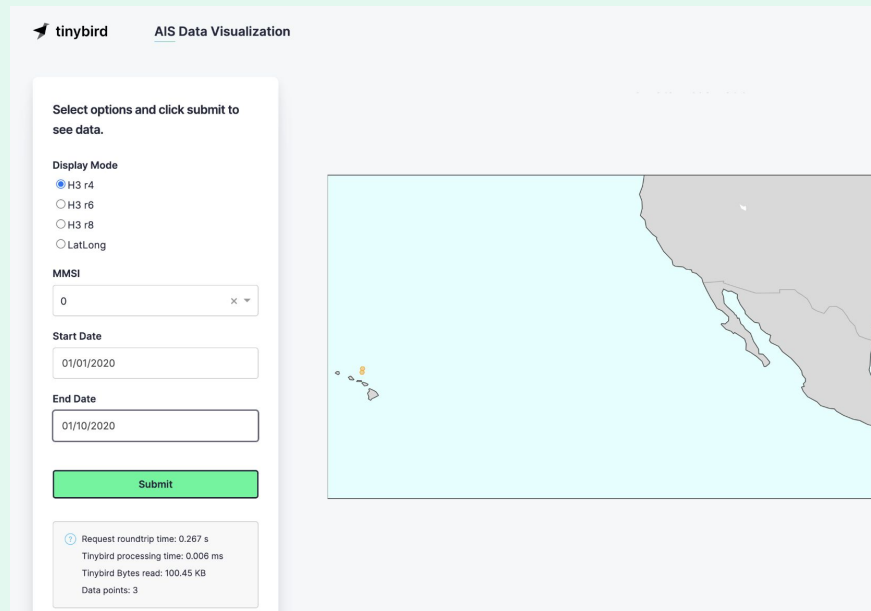 tinybird
AIS Data Visualization
Select options and click submit to
see data.
Display Mode
H3 r4
H3 r6
H3 r8
LatLong
MMSI
0
Start Date
01/01/2020
End Date
01/10/2020
Submit
? Request roundtrip time: 0.267 s
Tinybird processing time: 0.006 ms
Tinybird Bytes read: 100.45 KB
Data points: 3